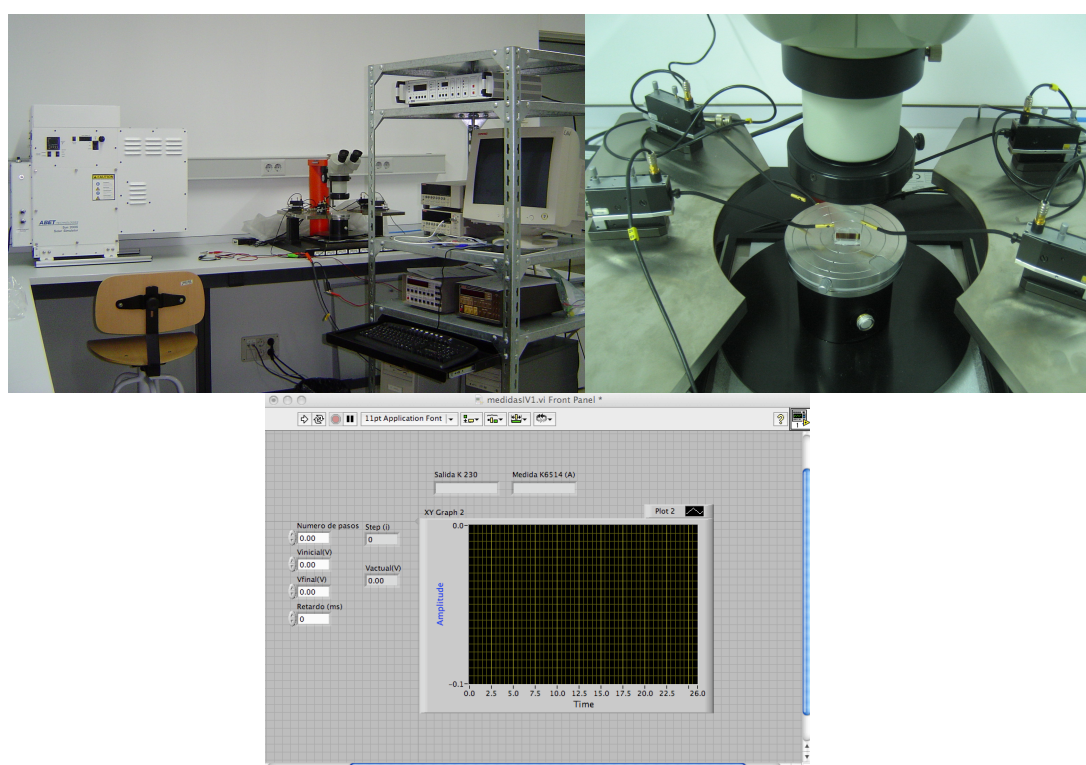 ABET
CAUTION
medidasIV1.vi Front Panel *
11pt Application Font
?
1
Salida K 230
Medida K6514 (A)
XY Graph 2
Plot 2
Numero de pasos
Step (i)
0.00
0
Vinicial(V)
0.00
Vactual(V)
Vfinal(V)
0.00
0.00
Retardo (ms)
0
0.0
Amplitude
-0.1
0.0 2.5 5.0 7.5 10.0 12.5 15.0 17.5 20.0 22.5 26.0
Time